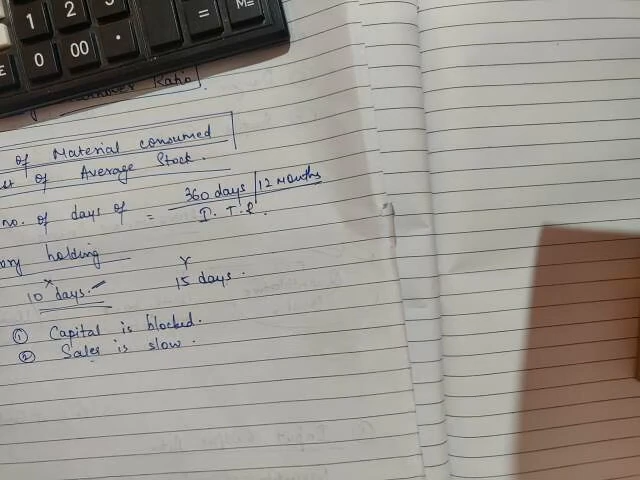 1 2 3 = M=
0 00 .
Ratio.
of Material consumed
of Average Stock.
no. of days of = 360 days | 12 Months
I. T. R.
holding
X Y
10 days. 15 days.
① Capital is blocked.
② Sales is slow.